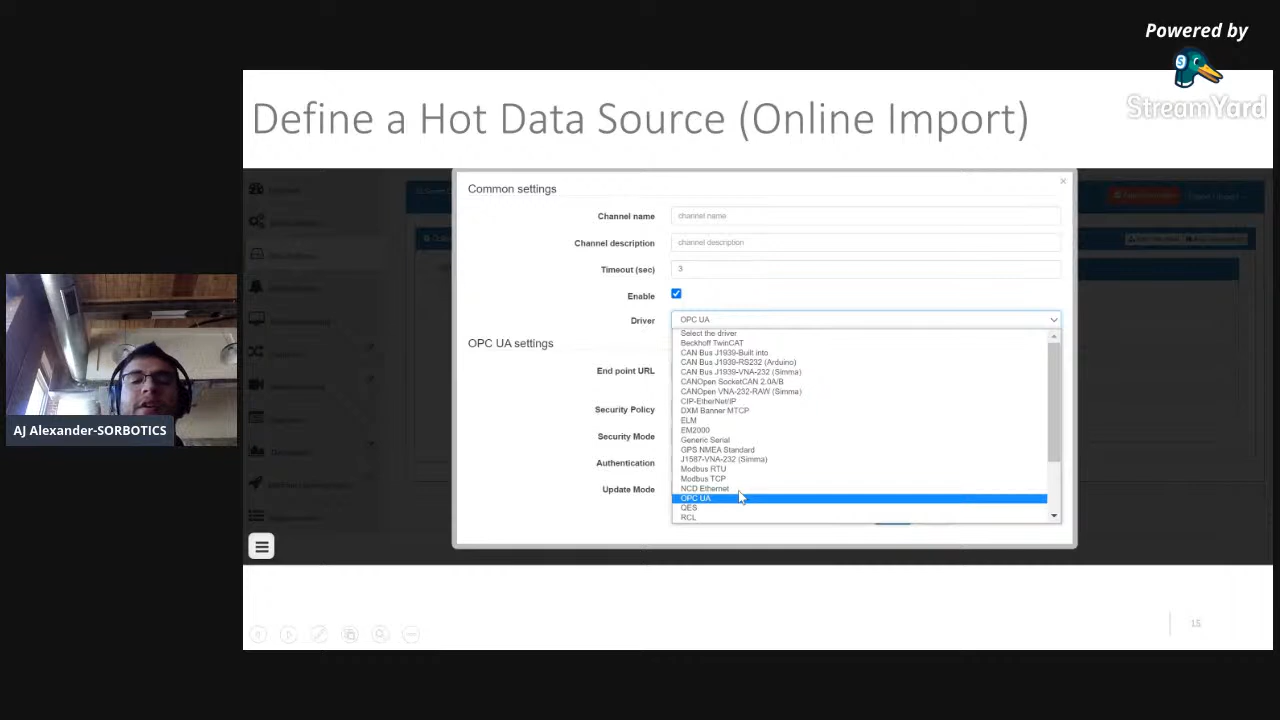 Powered by
StreamYard
Define a Hot Data Source (Online Import)
Common settings
×
Channel name
channel name
Channel description
channel description
Timeout (sec)
3
Enable
Driver
OPC UA
Select the driver
Beckhoff TwinCAT
CAN Bus J1939-Built into
CAN Bus J1939-RS232 (Arduino)
CAN Bus J1939-VNA-232 (Simma)
CANOpen SocketCAN 2.0A/B
CANOpen VNA-232-RAW (Simma)
CIP-EtherNet/IP
DXM Banner MTCP
ELM
EM2000
Generic Serial
GPS NMEA Standard
J1587-VNA-232 (Simma)
Modbus RTU
Modbus TCP
NCD Ethernet
OPC UA
QES
RCL
OPC UA settings
End point URL
Security Policy
Security Mode
Authentication
Update Mode
AJ Alexander-SORBOTICS
15